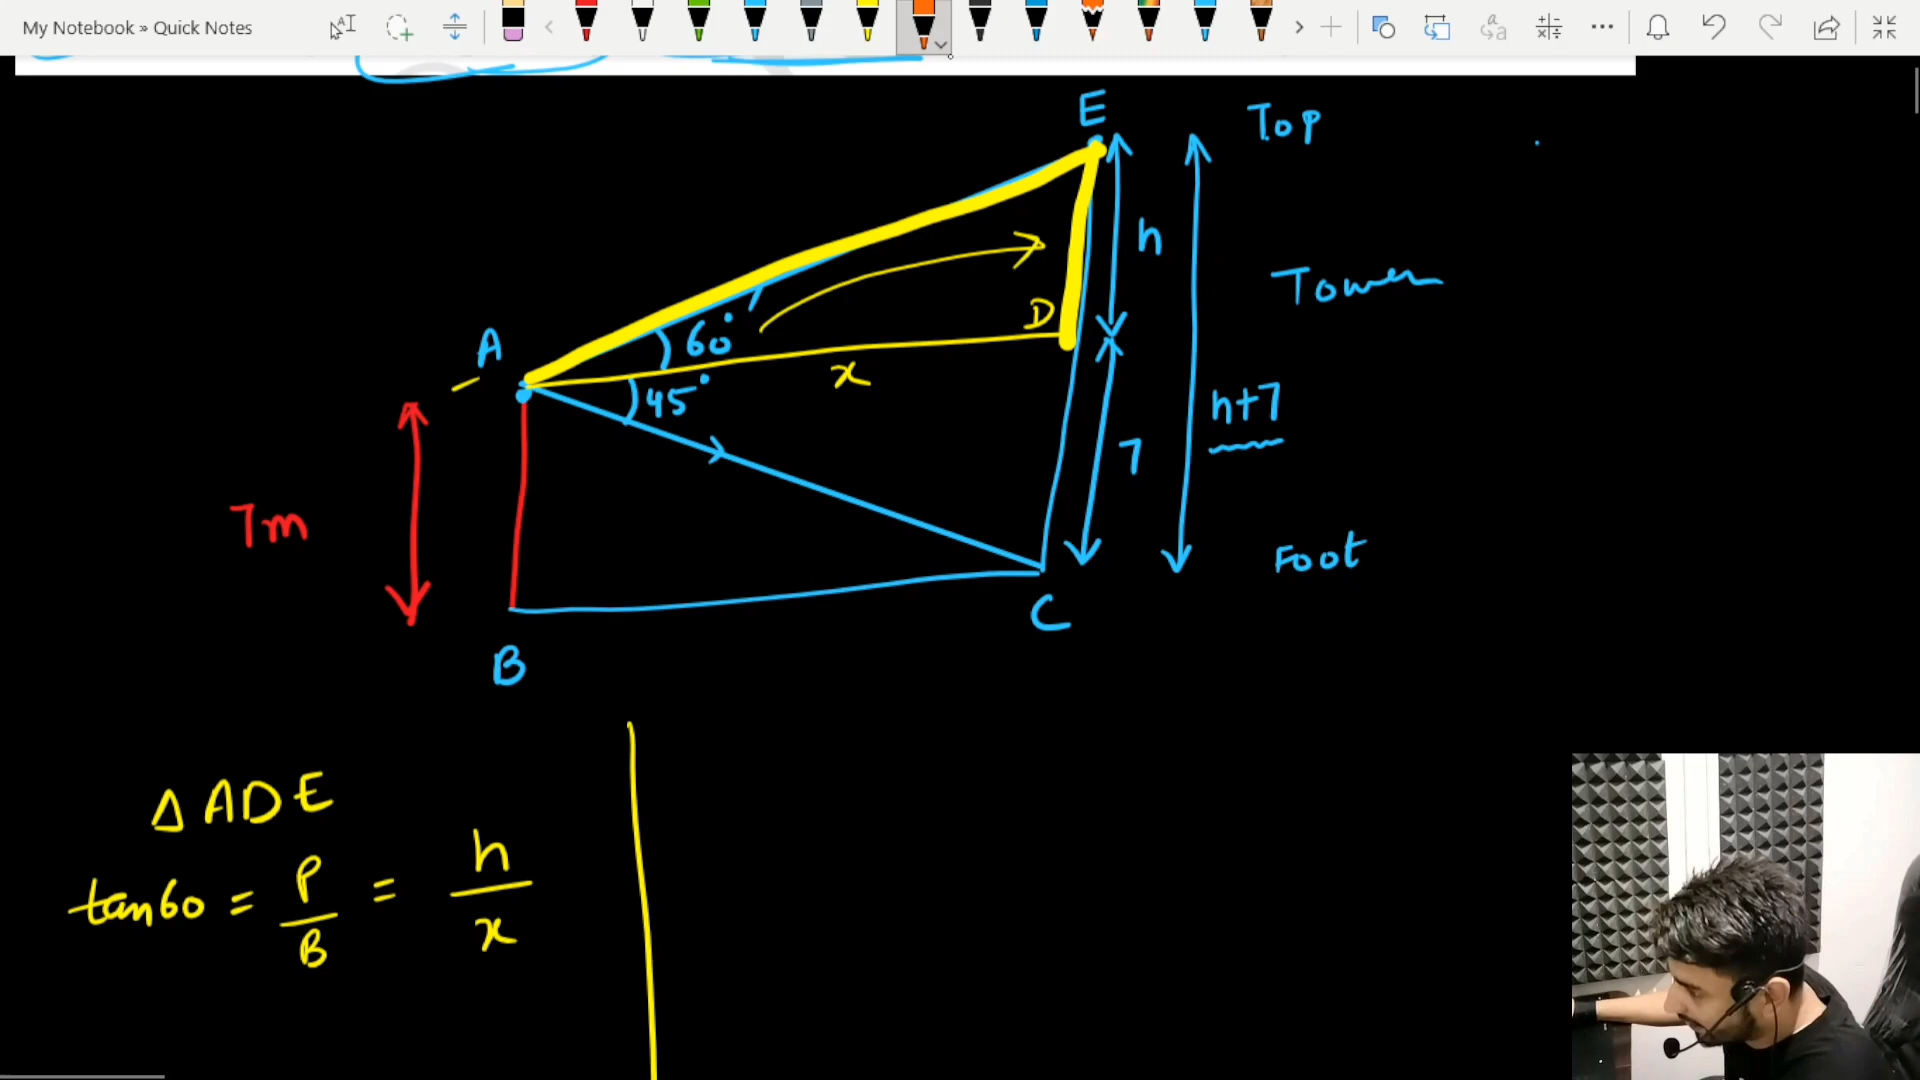 My Notebook » Quick Notes
E
Top
h
Tower
D
A
60°
x
45°
h+7
7
7m
Foot
C
B
Δ ADE
tan60 = P/B = h/x